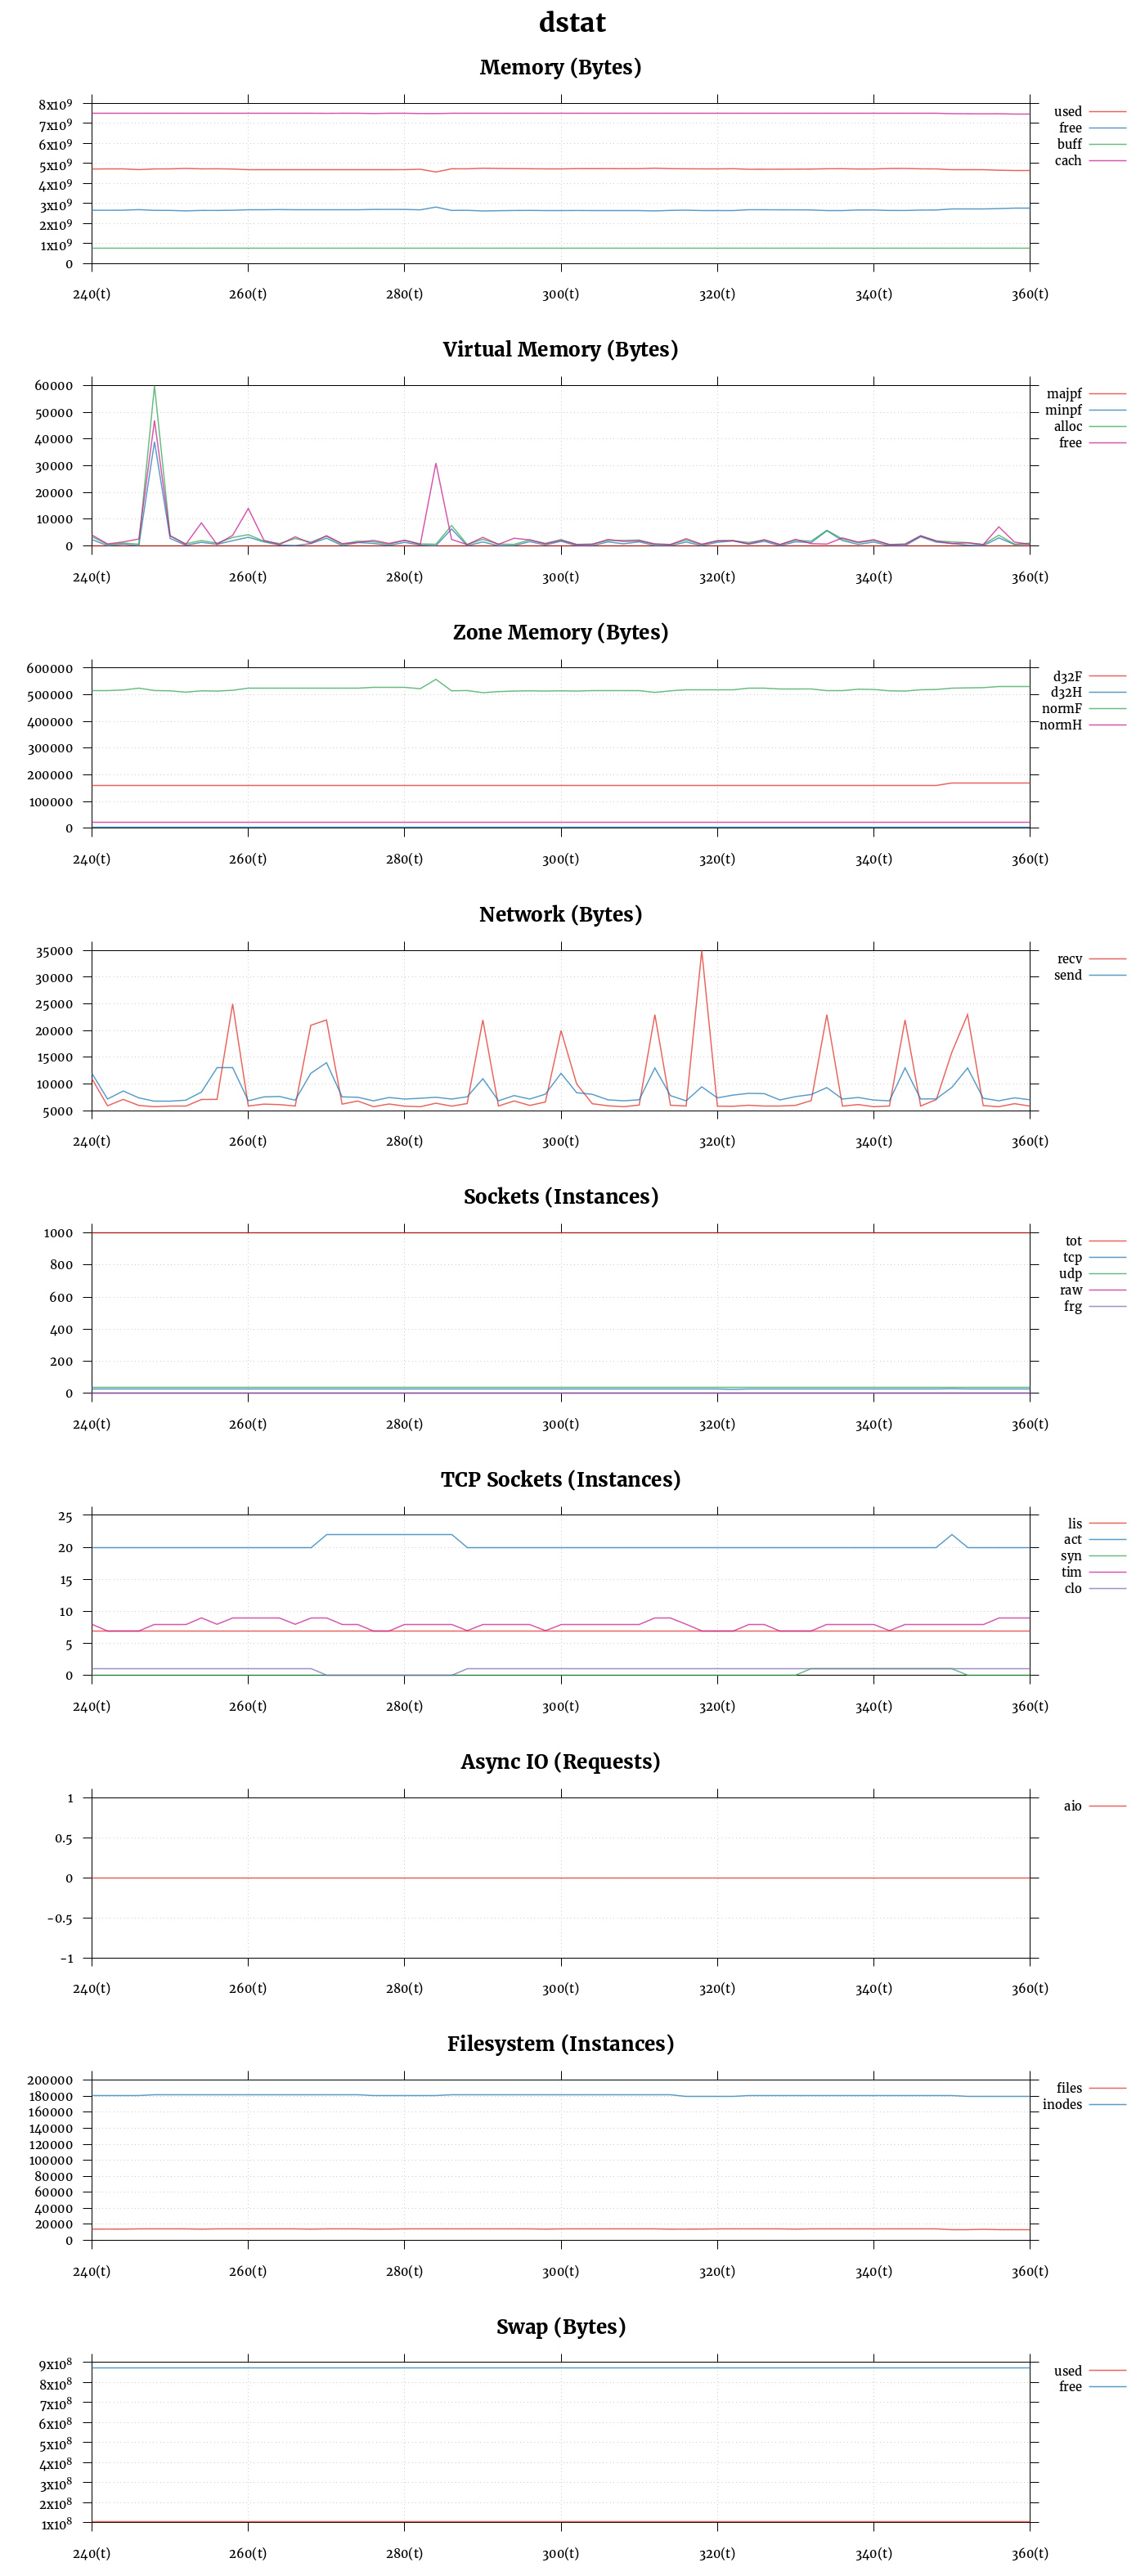 dstat
Memory (Bytes)
8x10⁹
7x10⁹
6x10⁹
5x10⁹
4x10⁹
3x10⁹
2x10⁹
1x10⁹
0
240(t) 260(t) 280(t) 300(t) 320(t) 340(t) 360(t)
used
free
buff
cach
Virtual Memory (Bytes)
60000
50000
40000
30000
20000
10000
0
240(t) 260(t) 280(t) 300(t) 320(t) 340(t) 360(t)
majpf
minpf
alloc
free
Zone Memory (Bytes)
600000
500000
400000
300000
200000
100000
0
240(t) 260(t) 280(t) 300(t) 320(t) 340(t) 360(t)
d32F
d32H
normF
normH
Network (Bytes)
35000
30000
25000
20000
15000
10000
5000
240(t) 260(t) 280(t) 300(t) 320(t) 340(t) 360(t)
recv
send
Sockets (Instances)
1000
800
600
400
200
0
240(t) 260(t) 280(t) 300(t) 320(t) 340(t) 360(t)
tot
tcp
udp
raw
frg
TCP Sockets (Instances)
25
20
15
10
5
0
240(t) 260(t) 280(t) 300(t) 320(t) 340(t) 360(t)
lis
act
syn
tim
clo
Async IO (Requests)
1
0.5
0
-0.5
-1
240(t) 260(t) 280(t) 300(t) 320(t) 340(t) 360(t)
aio
Filesystem (Instances)
200000
180000
160000
140000
120000
100000
80000
60000
40000
20000
0
240(t) 260(t) 280(t) 300(t) 320(t) 340(t) 360(t)
files
inodes
Swap (Bytes)
9x10⁸
8x10⁸
7x10⁸
6x10⁸
5x10⁸
4x10⁸
3x10⁸
2x10⁸
1x10⁸
240(t) 260(t) 280(t) 300(t) 320(t) 340(t) 360(t)
used
free